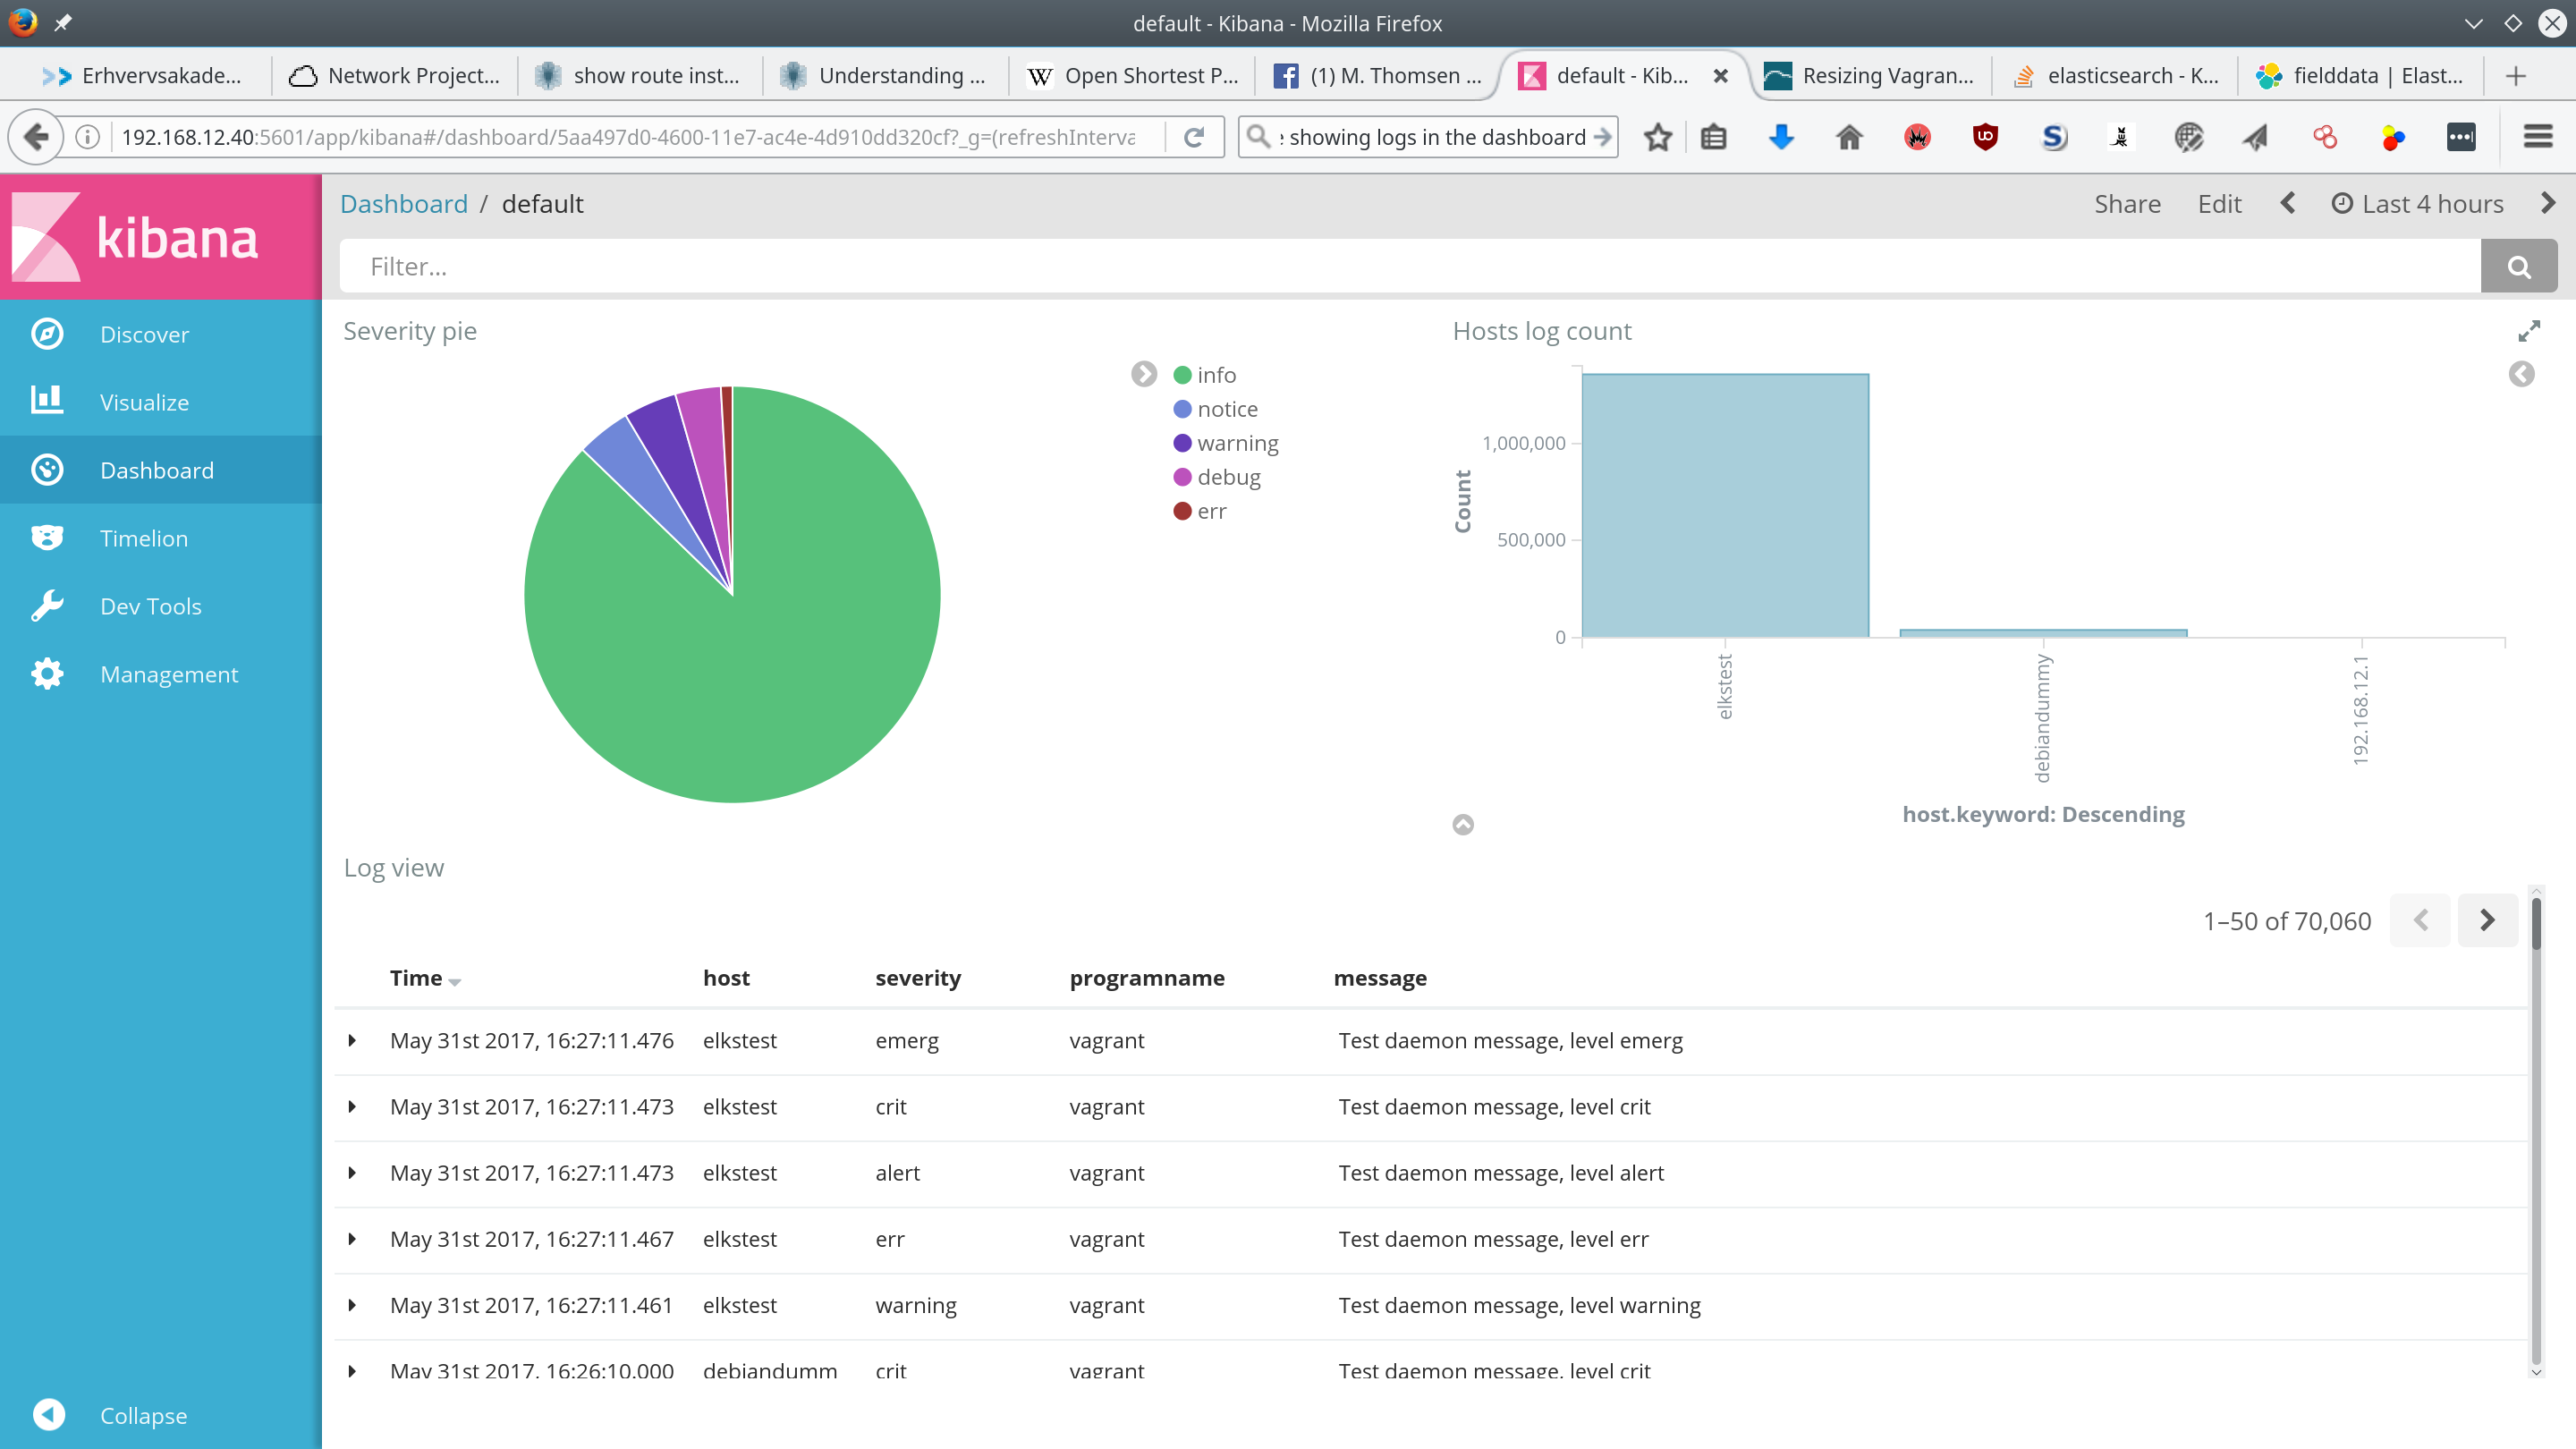 default - Kibana - Mozilla Firefox
Erhvervsakade...
Network Project...
show route inst...
Understanding ...
W Open Shortest P...
(1) M. Thomsen ...
default - Kib...
Resizing Vagran...
elasticsearch - K...
fielddata | Elast...
192.168.12.40:5601/app/kibana#/dashboard/5aa497d0-4600-11e7-ac4e-4d910dd320cf?_g=(refreshInterva
showing logs in the dashboard
kibana
Dashboard / default
Share Edit Last 4 hours
Filter...
Discover
Visualize
Dashboard
Timelion
Dev Tools
Management
Collapse
Severity pie
info
notice
warning
debug
err
Hosts log count
Count
1,000,000
500,000
0
elkstest
debiandummy
192.168.12.1
host.keyword: Descending
Log view
1–50 of 70,060
Time host severity programname message
May 31st 2017, 16:27:11.476 elkstest emerg vagrant Test daemon message, level emerg
May 31st 2017, 16:27:11.473 elkstest crit vagrant Test daemon message, level crit
May 31st 2017, 16:27:11.473 elkstest alert vagrant Test daemon message, level alert
May 31st 2017, 16:27:11.467 elkstest err vagrant Test daemon message, level err
May 31st 2017, 16:27:11.461 elkstest warning vagrant Test daemon message, level warning
May 31st 2017, 16:26:10.000 debiandumm crit vagrant Test daemon message, level crit